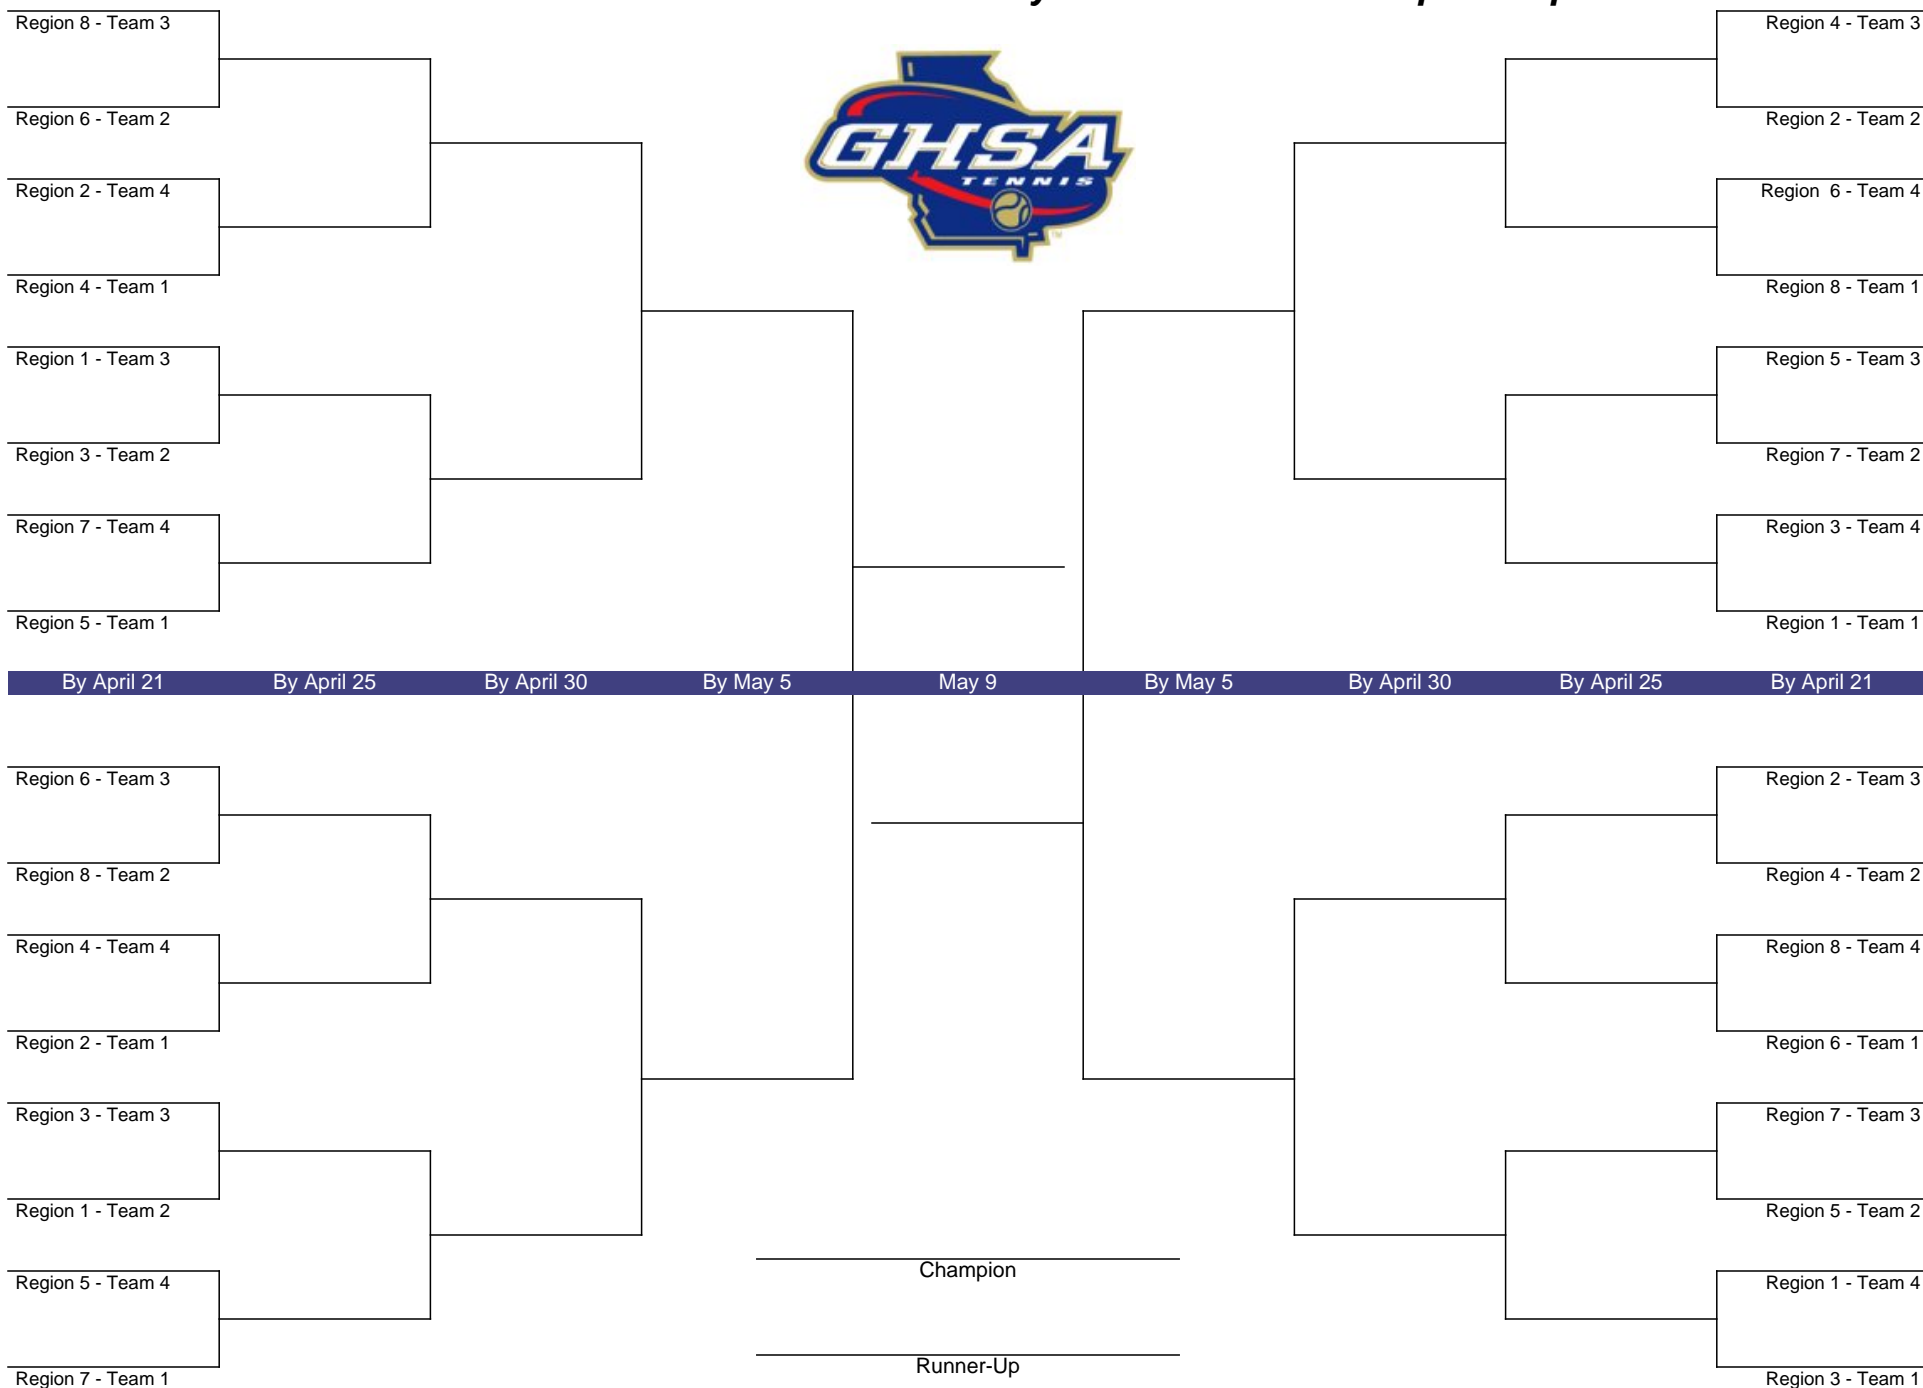 Region 8 - Team 3
Region 6 - Team 2
Region 2 - Team 4
Region 4 - Team 1
Region 1 - Team 3
Region 3 - Team 2
Region 7 - Team 4
Region 5 - Team 1
GHSA
TENNIS
TM
Region 4 - Team 3
Region 2 - Team 2
Region  6 - Team 4
Region 8 - Team 1
Region 5 - Team 3
Region 7 - Team 2
Region 3 - Team 4
Region 1 - Team 1
By April 21 By April 25 By April 30 By May 5 May 9 By May 5 By April 30 By April 25 By April 21
Region 6 - Team 3
Region 8 - Team 2
Region 4 - Team 4
Region 2 - Team 1
Region 3 - Team 3
Region 1 - Team 2
Region 5 - Team 4
Region 7 - Team 1
Champion
Runner-Up
Region 2 - Team 3
Region 4 - Team 2
Region 8 - Team 4
Region 6 - Team 1
Region 7 - Team 3
Region 5 - Team 2
Region 1 - Team 4
Region 3 - Team 1